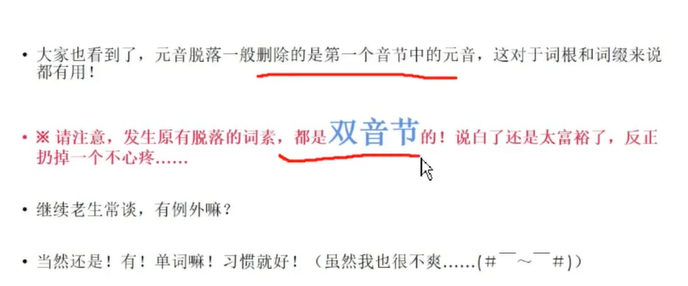 • 大家也看到了，元音脱落一般删除的是第一个音节中的元音，这对于词根和词缀来说
都有用！
• ※ 请注意，发生原有脱落的词素，都是双音节的！说白了还是太富裕了，反正
扔掉一个不心疼……
• 继续老生常谈，有例外嘛？
• 当然还是！有！单词嘛！习惯就好！（虽然我也很不爽……(＃￣～￣＃)）